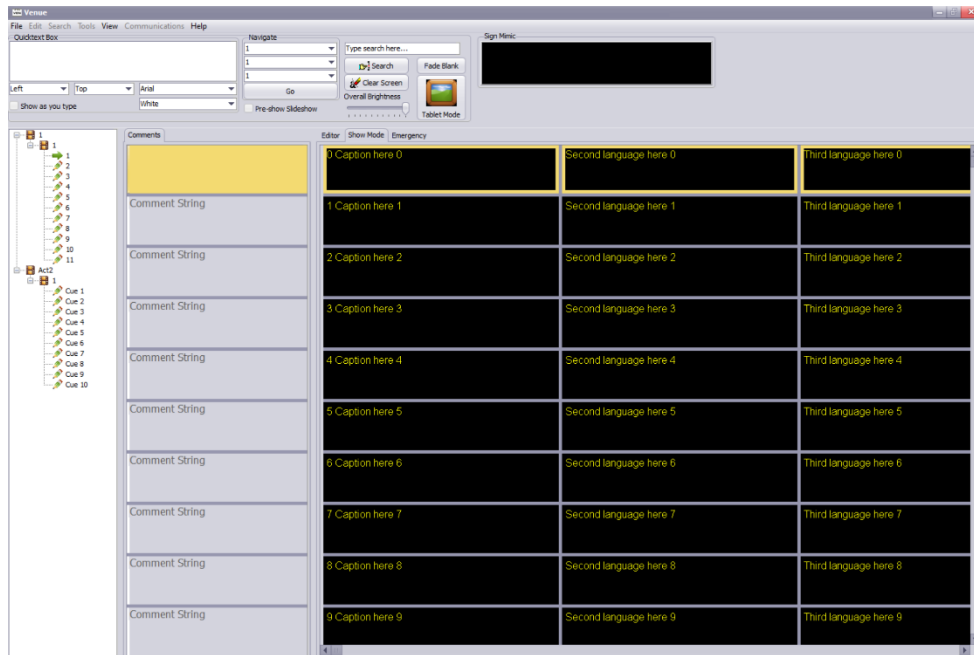 Venue
File Edit Search Tools View Communications Help
Quicktext Box
Left
Top
Arial
Show as you type
White
Navigate
1
1
1
Go
Pre-show Slideshow
Type search here...
Search
Fade Blank
Clear Screen
Overall Brightness
Tablet Mode
Sign Mimic
1
1
1
2
3
4
5
6
7
8
9
10
11
Act2
1
Cue 1
Cue 2
Cue 3
Cue 4
Cue 5
Cue 6
Cue 7
Cue 8
Cue 9
Cue 10
Comments
Editor Show Mode Emergency
0 Caption here 0 Second language here 0 Third language here 0
Comment String 1 Caption here 1 Second language here 1 Third language here 1
Comment String 2 Caption here 2 Second language here 2 Third language here 2
Comment String 3 Caption here 3 Second language here 3 Third language here 3
Comment String 4 Caption here 4 Second language here 4 Third language here 4
Comment String 5 Caption here 5 Second language here 5 Third language here 5
Comment String 6 Caption here 6 Second language here 6 Third language here 6
Comment String 7 Caption here 7 Second language here 7 Third language here 7
Comment String 8 Caption here 8 Second language here 8 Third language here 8
Comment String 9 Caption here 9 Second language here 9 Third language here 9